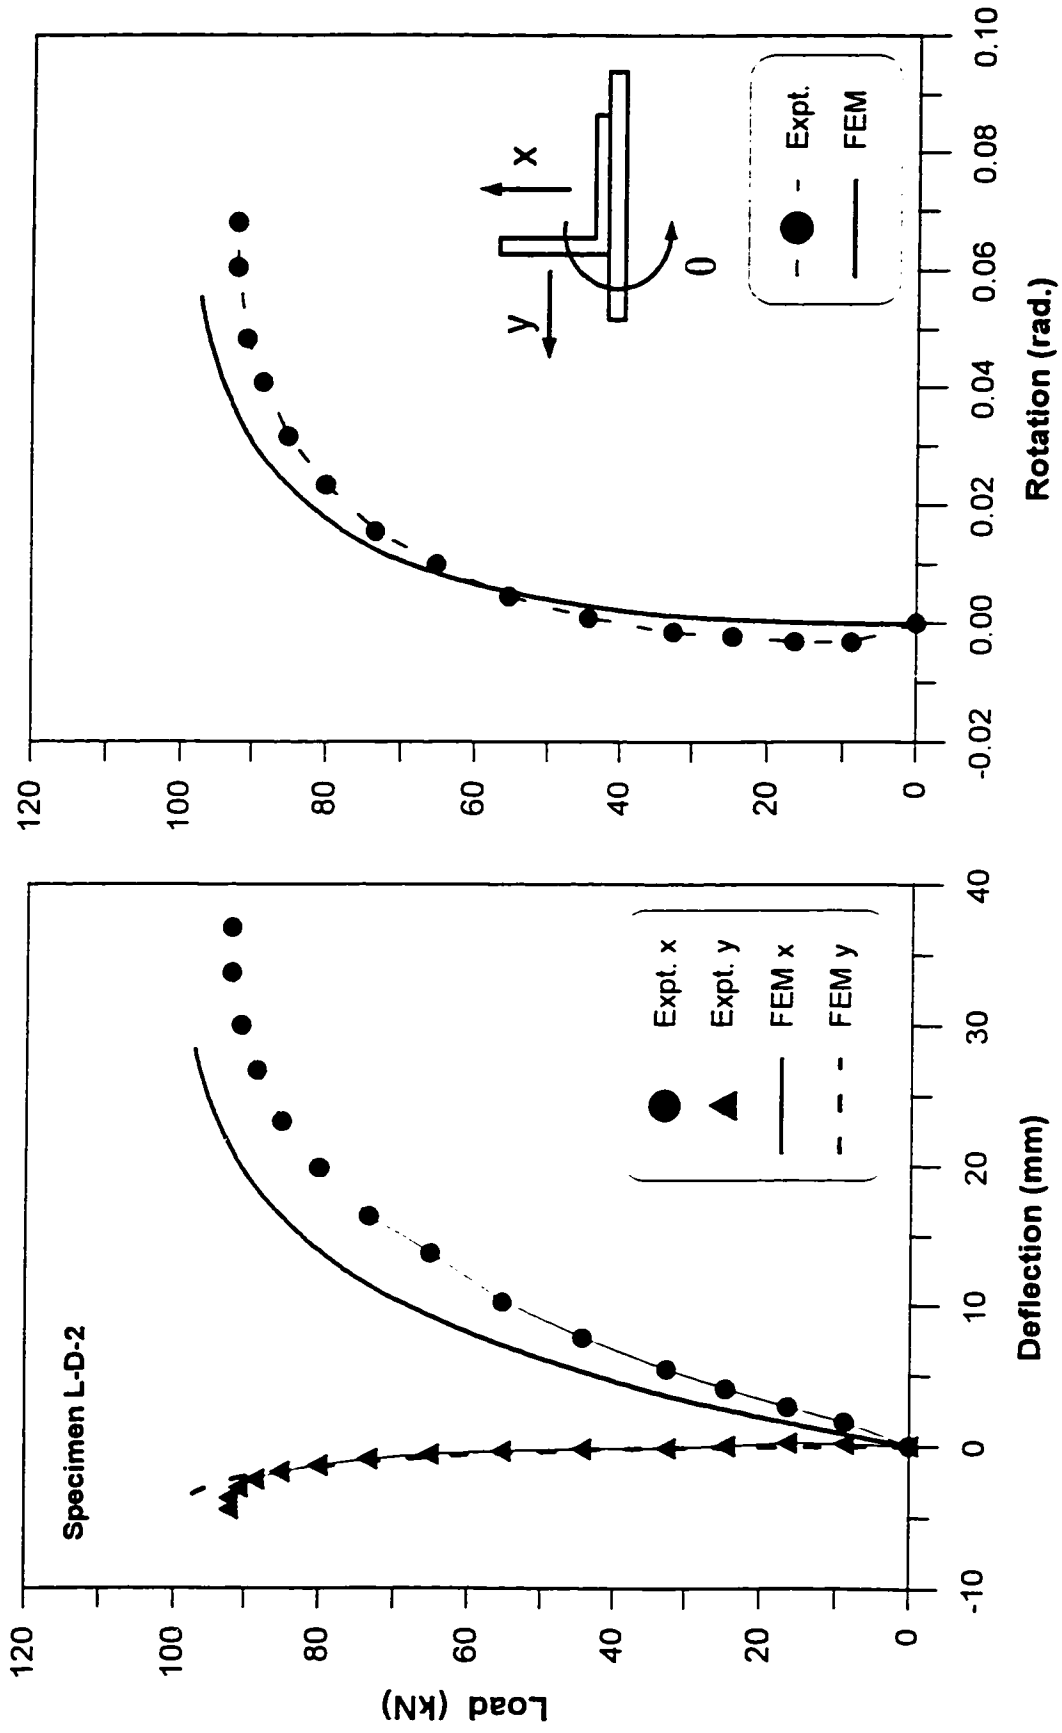 Specimen L-D-2
Load (kN)
120
100
80
60
40
20
0
-10
0
10
20
30
40
Deflection (mm)
Expt. x
Expt. y
FEM x
FEM y
120
100
80
60
40
20
0
-0.02
0.00
0.02
0.04
0.06
0.08
0.10
Rotation (rad.)
y
x
θ
Expt.
FEM